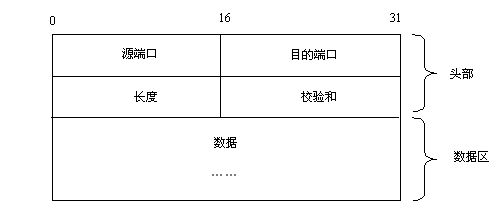 0 16 31
源端口 目的端口
头部
长度 校验和
数据
数据区
……